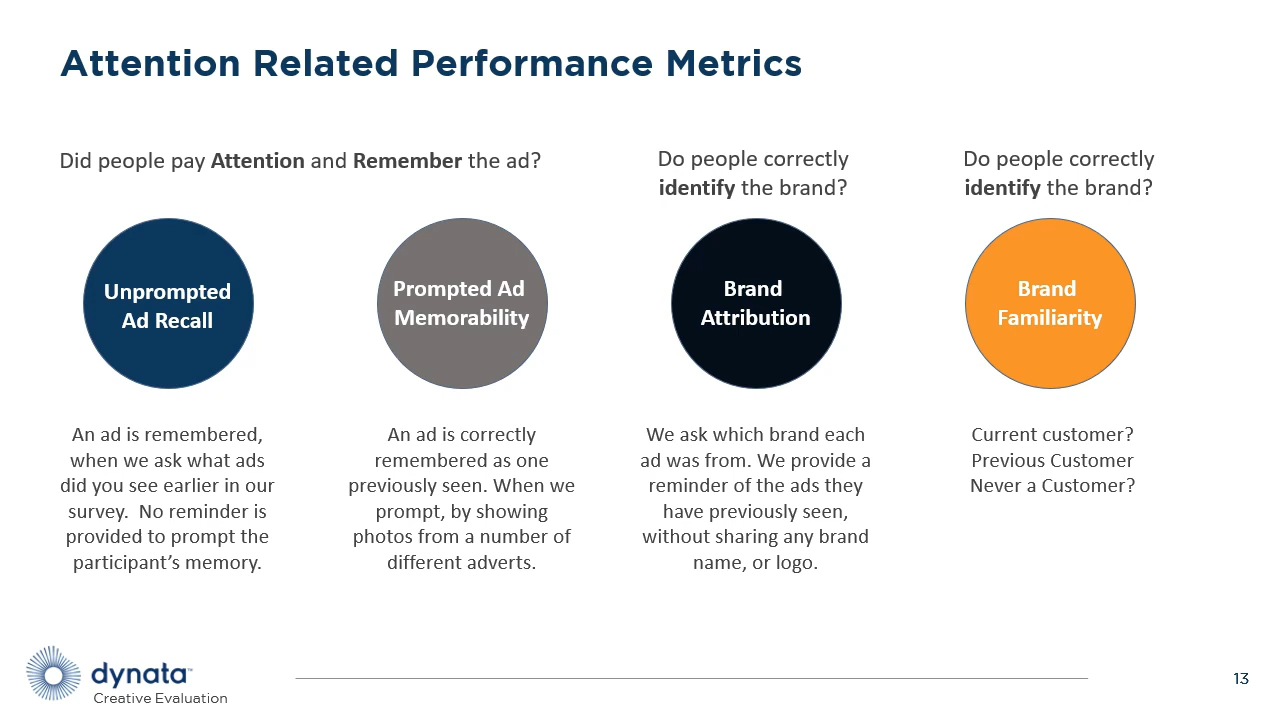 Attention Related Performance Metrics
Did people pay Attention and Remember the ad?
Unprompted
Ad Recall
An ad is remembered,
when we ask what ads
did you see earlier in our
survey.  No reminder is
provided to prompt the
participant’s memory.
Prompted Ad
Memorability
An ad is correctly
remembered as one
previously seen. When we
prompt, by showing
photos from a number of
different adverts.
Do people correctly
identify the brand?
Brand
Attribution
We ask which brand each
ad was from. We provide a
reminder of the ads they
have previously seen,
without sharing any brand
name, or logo.
Do people correctly
identify the brand?
Brand
Familiarity
Current customer?
Previous Customer
Never a Customer?
dynata™
Creative Evaluation
13